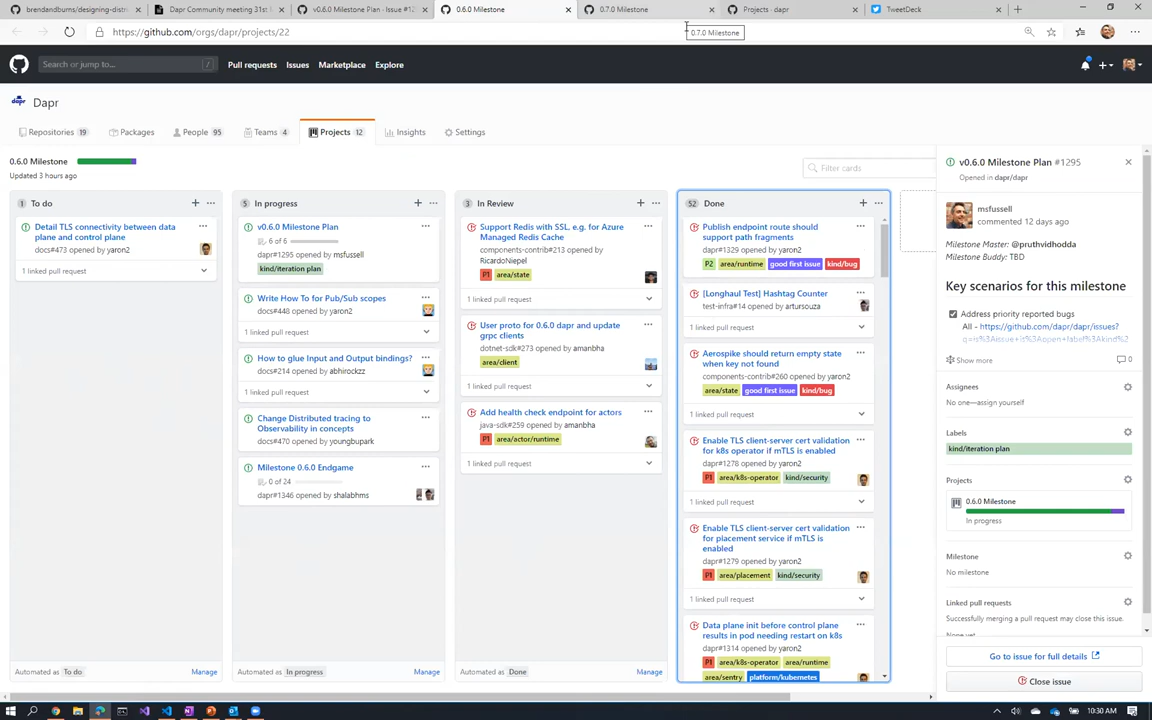 brendandburns/designing-distri
Dapr Community meeting 31st M
v0.6.0 Milestone Plan · Issue #129
0.6.0 Milestone
0.7.0 Milestone
Projects · dapr
TweetDeck
https://github.com/orgs/dapr/projects/22
0.7.0 Milestone
Search or jump to...
/
Pull requests
Issues
Marketplace
Explore
dapr
Dapr
Repositories 19
Packages
People 95
Teams 4
Projects 12
Insights
Settings
0.6.0 Milestone
Updated 3 hours ago
Filter cards
1 To do
Detail TLS connectivity between data
plane and control plane
docs#473 opened by yaron2
1 linked pull request
Automated as To do
Manage
5 In progress
v0.6.0 Milestone Plan
6 of 6
dapr#1295 opened by msfussell
kind/iteration plan
Write How To for Pub/Sub scopes
docs#448 opened by yaron2
1 linked pull request
How to glue Input and Output bindings?
docs#214 opened by abhirockzz
1 linked pull request
Change Distributed tracing to
Observability in concepts
docs#470 opened by youngbupark
Milestone 0.6.0 Endgame
0 of 24
dapr#1346 opened by shalabhms
Automated as In progress
Manage
3 In Review
Support Redis with SSL, e.g. for Azure
Managed Redis Cache
components-contrib#213 opened by
RicardoNiepel
P1 area/state
1 linked pull request
User proto for 0.6.0 dapr and update
grpc clients
dotnet-sdk#273 opened by amanbha
area/client
1 linked pull request
Add health check endpoint for actors
java-sdk#259 opened by amanbha
P1 area/actor/runtime
1 linked pull request
Automated as Done
Manage
52 Done
Publish endpoint route should
support path fragments
dapr#1329 opened by yaron2
P2 area/runtime good first issue kind/bug
[Longhaul Test] Hashtag Counter
test-infra#14 opened by artursouza
1 linked pull request
Aerospike should return empty state
when key not found
components-contrib#260 opened by yaron2
area/state good first issue kind/bug
1 linked pull request
Enable TLS client-server cert validation
for k8s operator if mTLS is enabled
dapr#1278 opened by yaron2
P1 area/k8s-operator kind/security
1 linked pull request
Enable TLS client-server cert validation
for placement service if mTLS is
enabled
dapr#1279 opened by yaron2
P1 area/placement kind/security
1 linked pull request
Data plane init before control plane
results in pod needing restart on k8s
dapr#1314 opened by yaron2
P1 area/k8s-operator area/runtime
area/sentry platform/kubernetes
v0.6.0 Milestone Plan #1295
Opened in dapr/dapr
msfussell
commented 12 days ago
Milestone Master: @pruthvidhodda
Milestone Buddy: TBD
Key scenarios for this milestone
Address priority reported bugs
All - https://github.com/dapr/dapr/issues?
q=is%3Aissue+is%3Aopen+label%3Akind%2
Show more
0
Assignees
No one—assign yourself
Labels
kind/iteration plan
Projects
0.6.0 Milestone
In progress
Milestone
No milestone
Linked pull requests
Successfully merging a pull request may close this issue.
None yet
Go to issue for full details
Close issue
10:30 AM